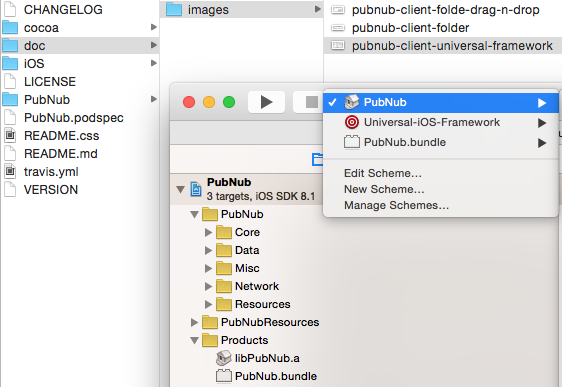 CHANGELOG
cocoa
doc
iOS
LICENSE
PubNub
PubNub.podspec
README.css
README.md
travis.yml
VERSION
images
pubnub-client-folde-drag-n-drop
pubnub-client-folder
pubnub-client-universal-framework
PubNub
Universal-iOS-Framework
PubNub.bundle
Edit Scheme...
New Scheme...
Manage Schemes...
PubNub
3 targets, iOS SDK 8.1
PubNub
Core
Data
Misc
Network
Resources
PubNubResources
Products
libPubNub.a
PubNub.bundle